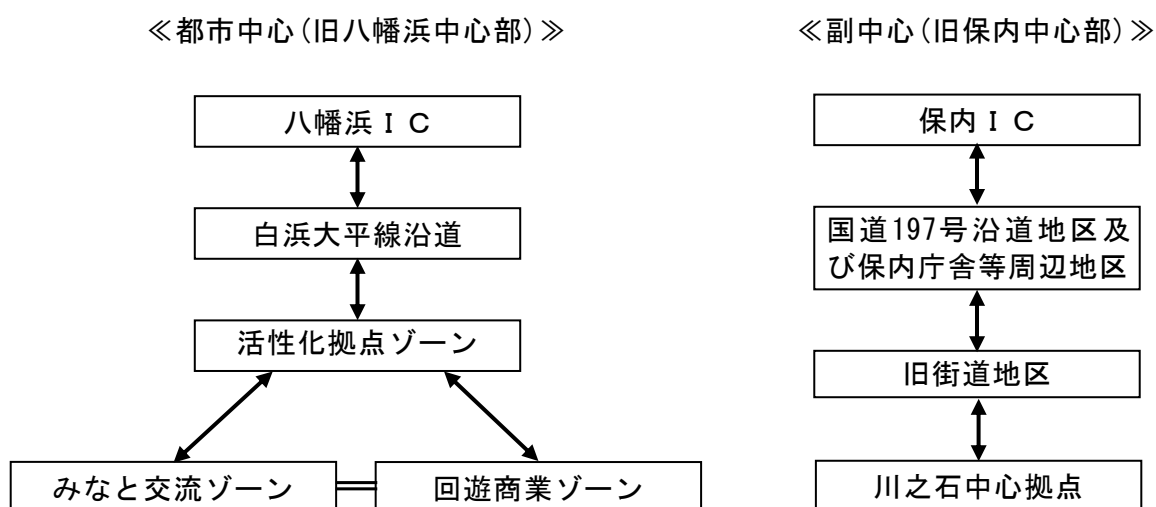 ≪都市中心(旧八幡浜中心部)≫
八幡浜ＩＣ
白浜大平線沿道
活性化拠点ゾーン
みなと交流ゾーン
回遊商業ゾーン
≪副中心(旧保内中心部)≫
保内ＩＣ
国道197号沿道地区及
び保内庁舎等周辺地区
旧街道地区
川之石中心拠点